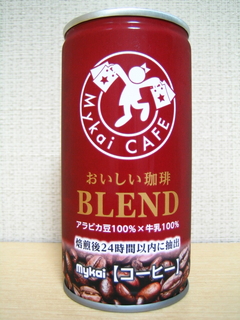 Mykai CAFE
おいしい珈琲
BLEND
アラビカ豆100%×牛乳100%
焙煎後24時間以内に抽出
mykai【コーヒー】